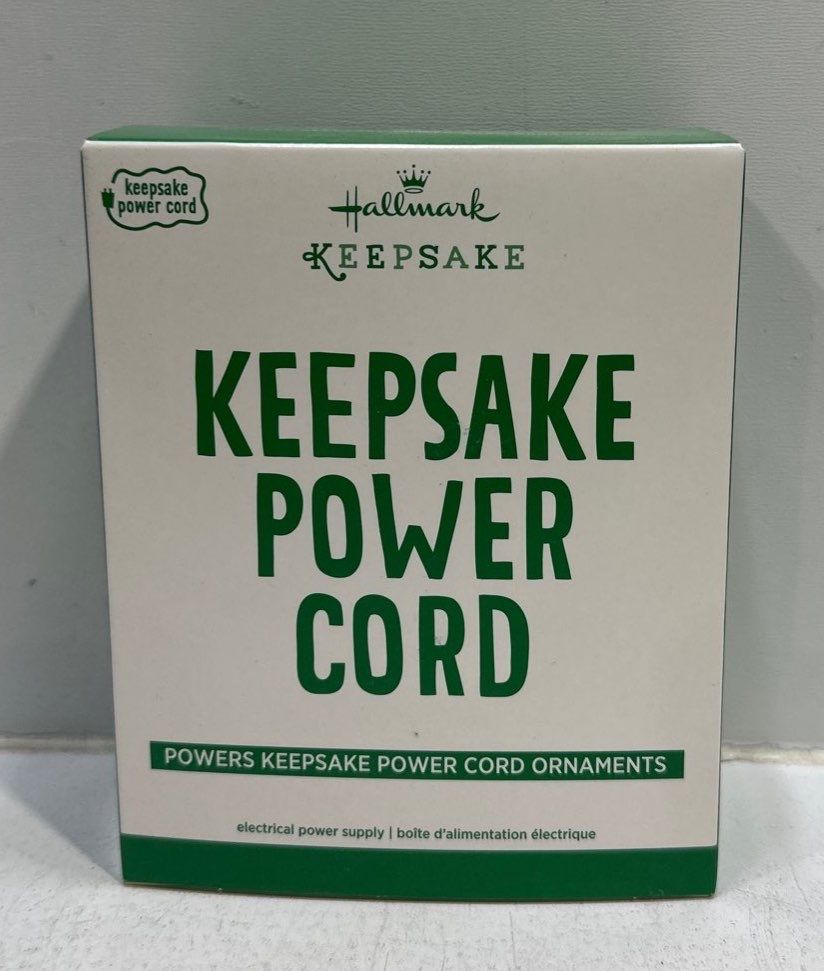 keepsake
power cord
Hallmark
KEEPSAKE
KEEPSAKE
POWER
CORD
POWERS KEEPSAKE POWER CORD ORNAMENTS
electrical power supply | boîte d'alimentation électrique